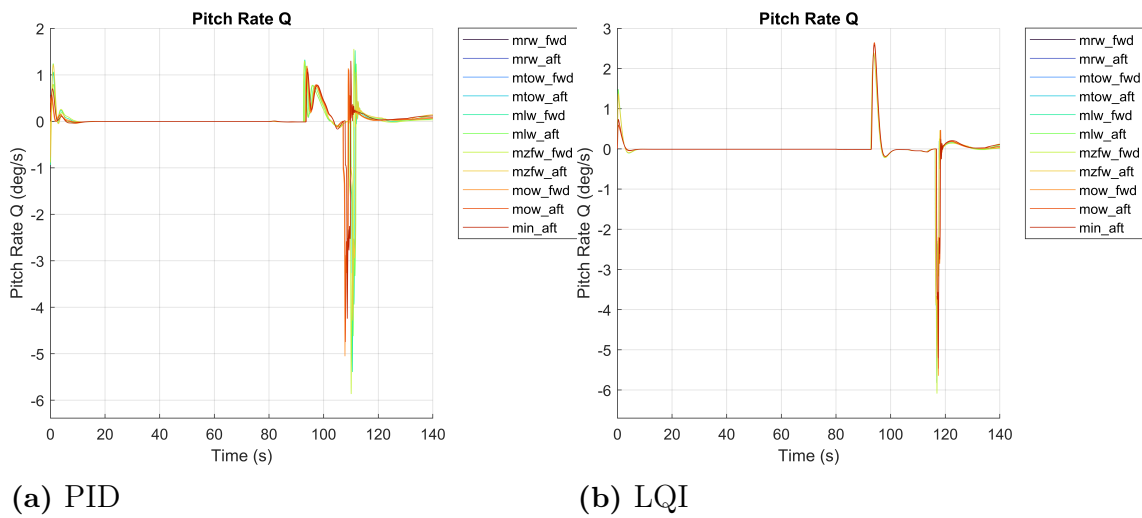 Pitch Rate Q
Pitch Rate Q (deg/s)
2
1
0
-1
-2
-3
-4
-5
-6
0 20 40 60 80 100 120 140
Time (s)
mrw_fwd
mrw_aft
mtow_fwd
mtow_aft
mlw_fwd
mlw_aft
mzfw_fwd
mzfw_aft
mow_fwd
mow_aft
min_aft
(a) PID
Pitch Rate Q
Pitch Rate Q (deg/s)
3
2
1
0
-1
-2
-3
-4
-5
-6
0 20 40 60 80 100 120 140
Time (s)
mrw_fwd
mrw_aft
mtow_fwd
mtow_aft
mlw_fwd
mlw_aft
mzfw_fwd
mzfw_aft
mow_fwd
mow_aft
min_aft
(b) LQI